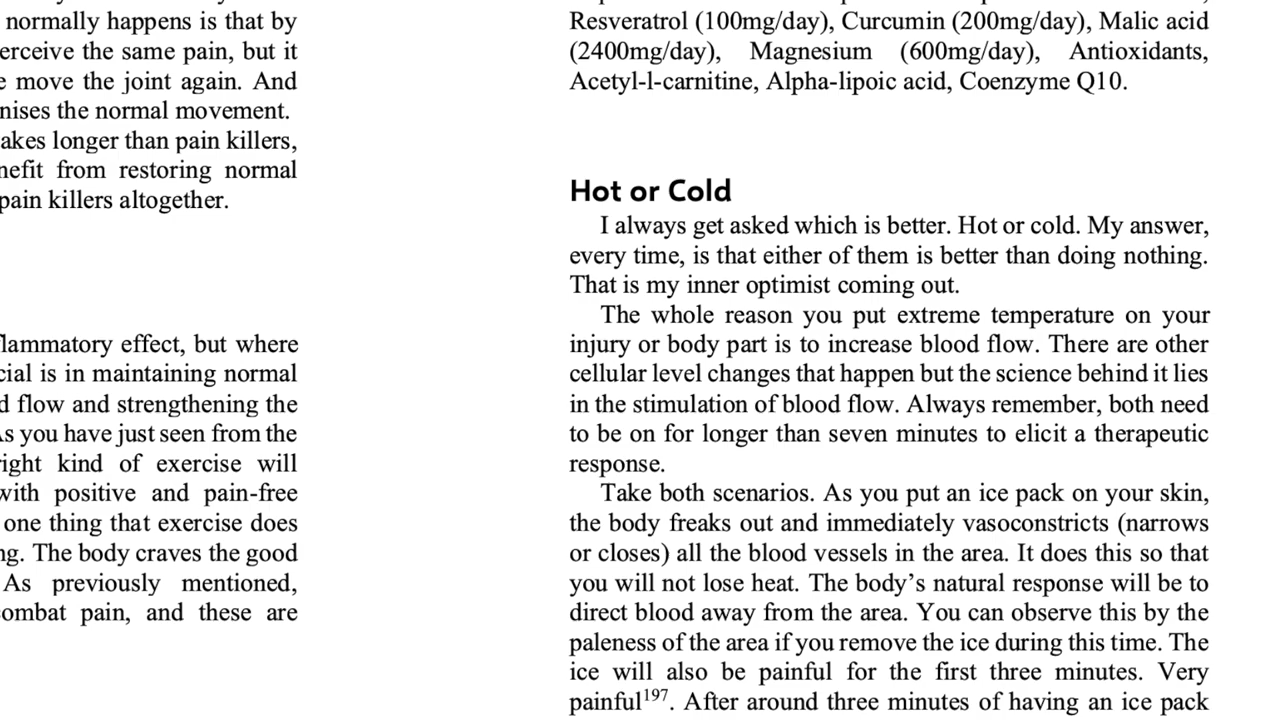 normally happens is that by
perceive the same pain, but it
move the joint again. And
the normal movement.
longer than pain killers,
from restoring normal
pain killers altogether.
effect, but where
is in maintaining normal
flow and strengthening the
As you have just seen from the
right kind of exercise will
with positive and pain-free
one thing that exercise does
The body craves the good
As previously mentioned,
combat pain, and these are
Resveratrol (100mg/day), Curcumin (200mg/day), Malic acid
(2400mg/day), Magnesium (600mg/day), Antioxidants,
Acetyl-l-carnitine, Alpha-lipoic acid, Coenzyme Q10.
Hot or Cold
I always get asked which is better. Hot or cold. My answer,
every time, is that either of them is better than doing nothing.
That is my inner optimist coming out.
The whole reason you put extreme temperature on your
injury or body part is to increase blood flow. There are other
cellular level changes that happen but the science behind it lies
in the stimulation of blood flow. Always remember, both need
to be on for longer than seven minutes to elicit a therapeutic
response.
Take both scenarios. As you put an ice pack on your skin,
the body freaks out and immediately vasoconstricts (narrows
or closes) all the blood vessels in the area. It does this so that
you will not lose heat. The body’s natural response will be to
direct blood away from the area. You can observe this by the
paleness of the area if you remove the ice during this time. The
ice will also be painful for the first three minutes. Very
painful¹⁹⁷. After around three minutes of having an ice pack